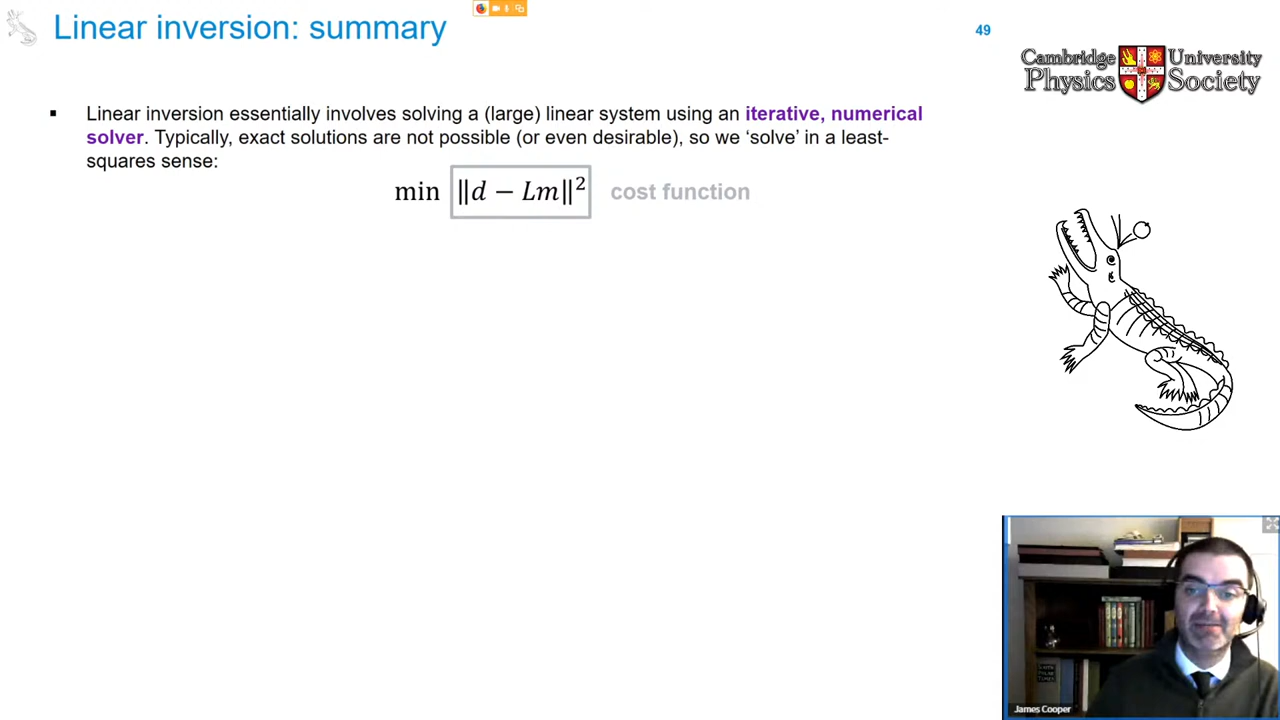 Linear inversion: summary
49
Cambridge University
Physics Society
▪ Linear inversion essentially involves solving a (large) linear system using an iterative, numerical
solver. Typically, exact solutions are not possible (or even desirable), so we ‘solve’ in a least-
squares sense:
min ‖d − Lm‖² cost function
James Cooper